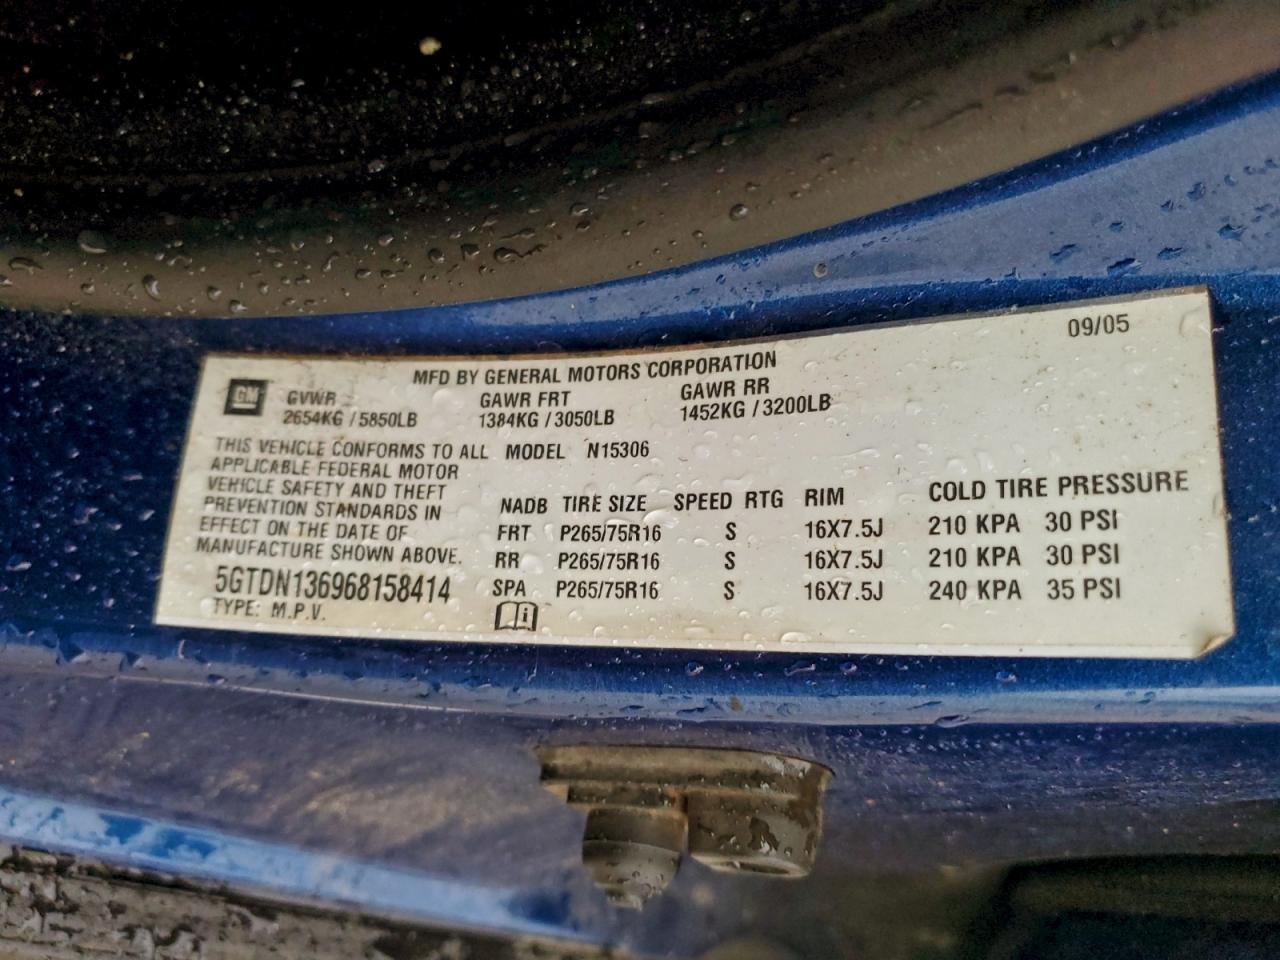 09/05
MFD BY GENERAL MOTORS CORPORATION
GM GVWR GAWR FRT GAWR RR
2654KG / 5850LB 1384KG / 3050LB 1452KG / 3200LB
THIS VEHICLE CONFORMS TO ALL MODEL N15306
APPLICABLE FEDERAL MOTOR
VEHICLE SAFETY AND THEFT
PREVENTION STANDARDS IN
EFFECT ON THE DATE OF
MANUFACTURE SHOWN ABOVE.
5GTDN136968158414
TYPE: M.P.V.
NADB TIRE SIZE SPEED RTG RIM COLD TIRE PRESSURE
FRT P265/75R16 S 16X7.5J 210 KPA 30 PSI
RR P265/75R16 S 16X7.5J 210 KPA 30 PSI
SPA P265/75R16 S 16X7.5J 240 KPA 35 PSI
i